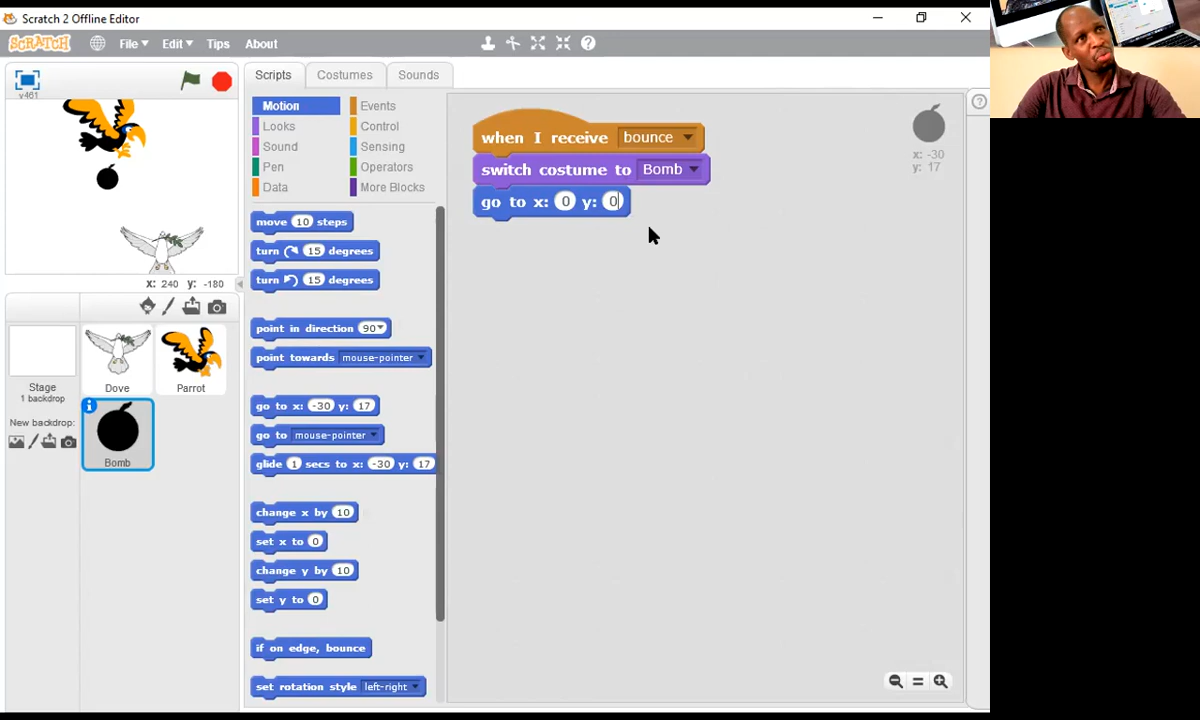 Scratch 2 Offline Editor
SCRATCH File Edit Tips About
v461
Scripts Costumes Sounds
Motion Events
Looks Control
Sound Sensing
Pen Operators
Data More Blocks
when I receive bounce
switch costume to Bomb
go to x: 0 y: 0
x: -30
y: 17
move 10 steps
turn 15 degrees
turn 15 degrees
point in direction 90
point towards mouse-pointer
go to x: -30 y: 17
go to mouse-pointer
glide 1 secs to x: -30 y: 17
change x by 10
set x to 0
change y by 10
set y to 0
if on edge, bounce
set rotation style left-right
x: 240 y: -180
Stage
1 backdrop
New backdrop:
Dove
Parrot
Bomb